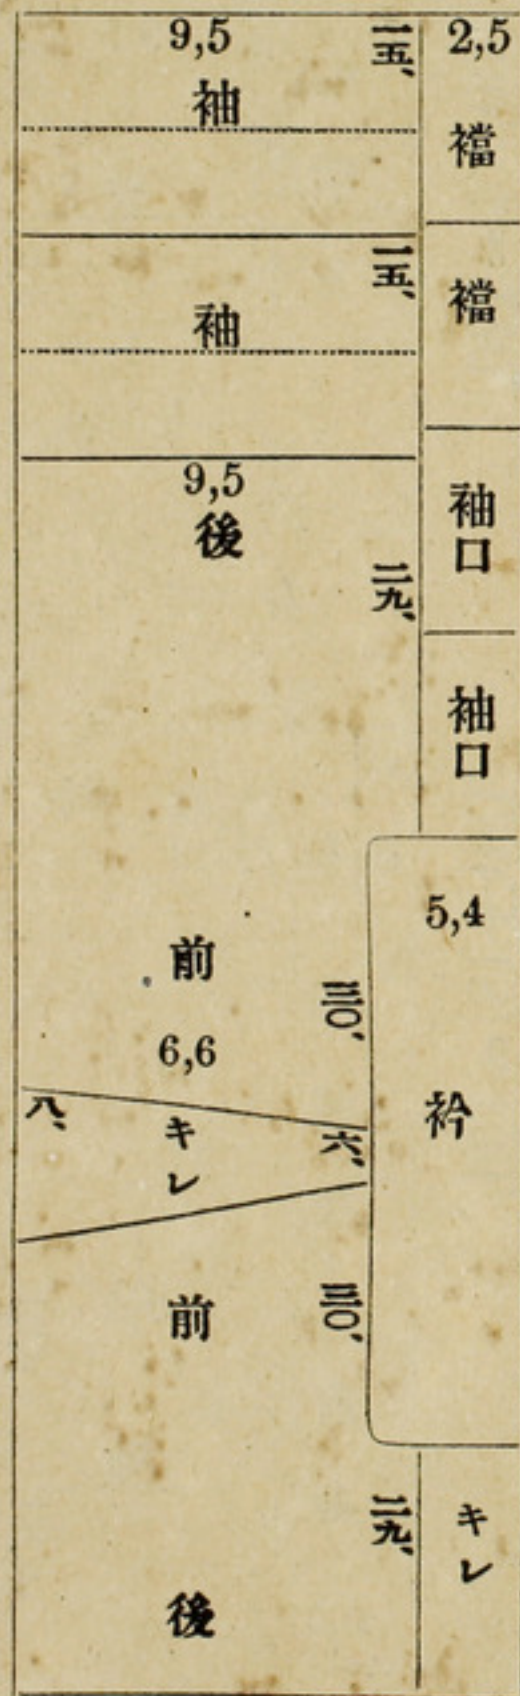 9,5
一五、
2,5
袖
襠
一五、
襠
袖
9,5
後
袖口
二九、
袖口
5,4
前
三〇、
6,6
八、
キレ
六、
衿
前
三〇、
二九、
キレ
後